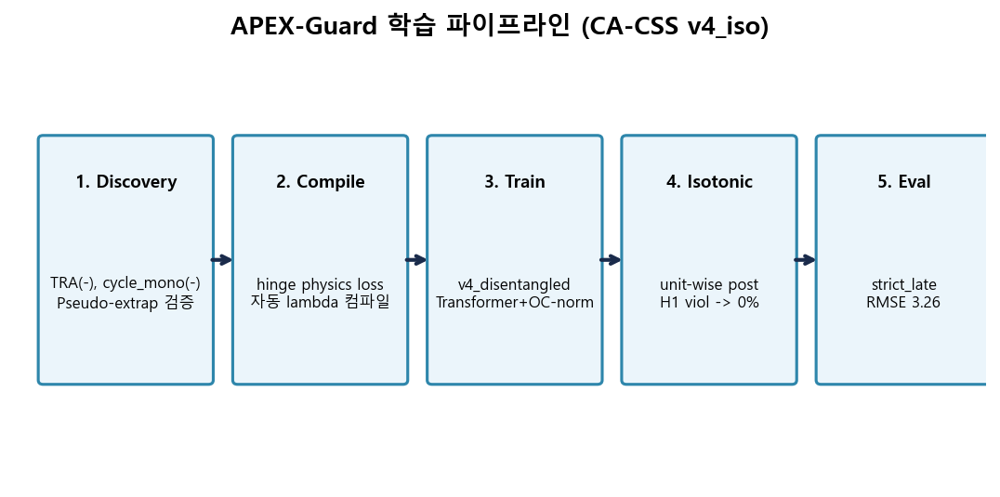 APEX-Guard 학습 파이프라인 (CA-CSS v4_iso)
1. Discovery
TRA(-), cycle_mono(-)
Pseudo-extrap 검증
2. Compile
hinge physics loss
자동 lambda 컴파일
3. Train
v4_disentangled
Transformer+OC-norm
4. Isotonic
unit-wise post
H1 viol -> 0%
5. Eval
strict_late
RMSE 3.26